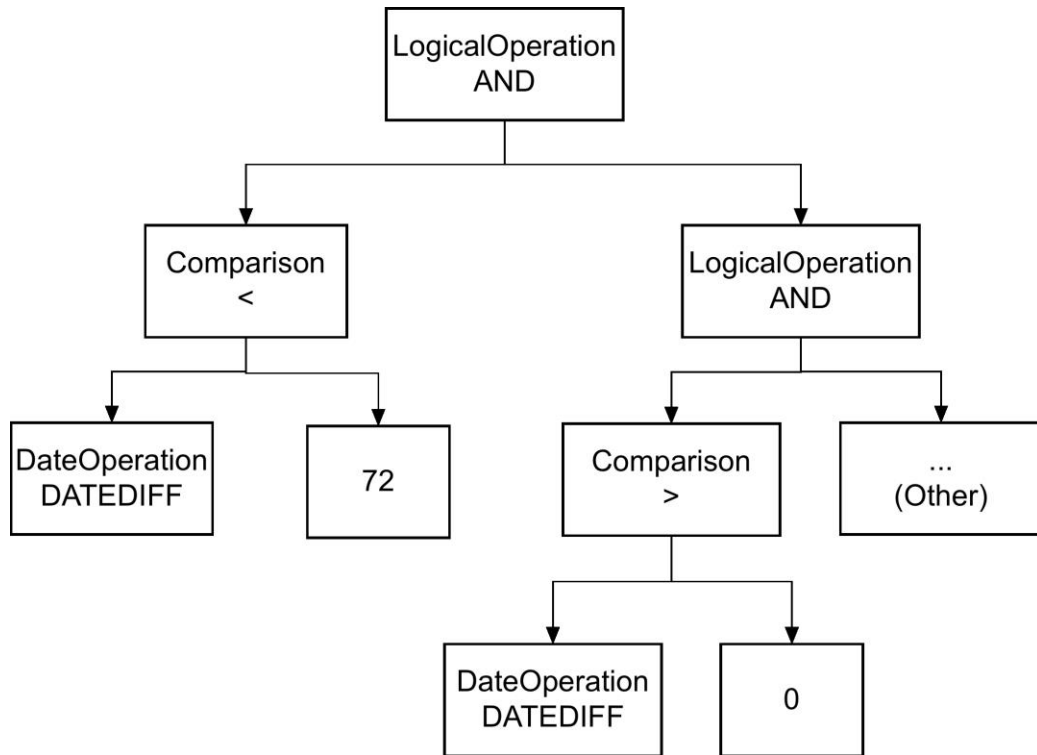 LogicalOperation
AND
Comparison
<
LogicalOperation
AND
DateOperation
DATEDIFF
72
Comparison
>
...
(Other)
DateOperation
DATEDIFF
0